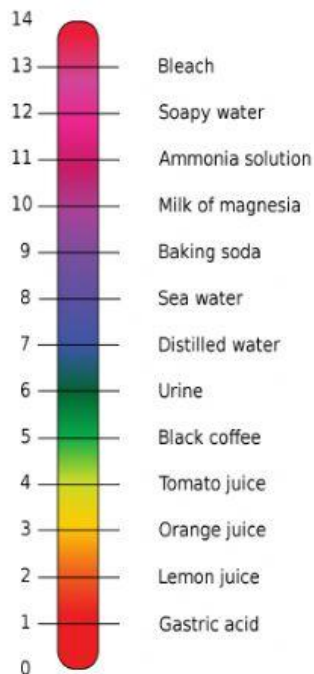 14
13 Bleach
12 Soapy water
11 Ammonia solution
10 Milk of magnesia
9 Baking soda
8 Sea water
7 Distilled water
6 Urine
5 Black coffee
4 Tomato juice
3 Orange juice
2 Lemon juice
1 Gastric acid
0